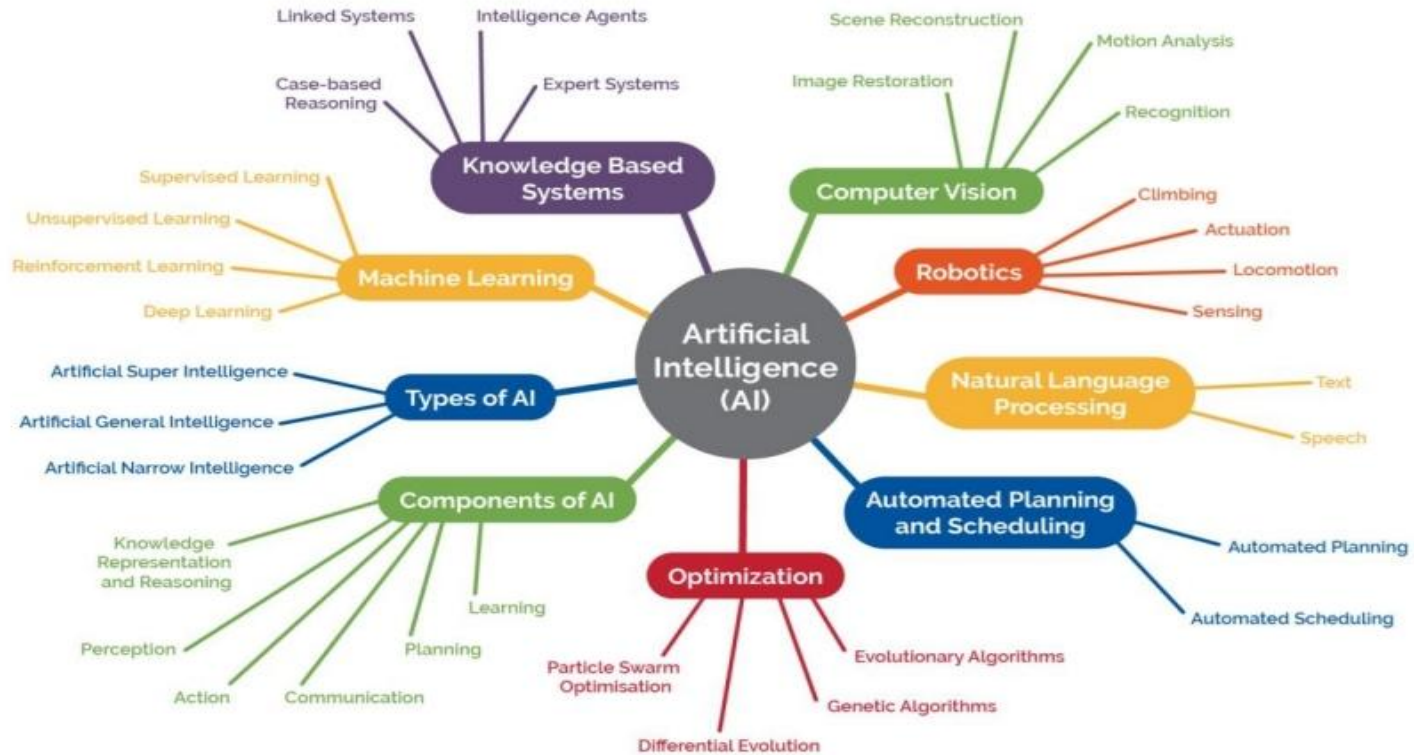 Linked Systems
Intelligence Agents
Case-based
Reasoning
Expert Systems
Knowledge Based
Systems
Scene Reconstruction
Motion Analysis
Image Restoration
Recognition
Computer Vision
Supervised Learning
Unsupervised Learning
Reinforcement Learning
Deep Learning
Machine Learning
Climbing
Actuation
Locomotion
Sensing
Robotics
Artificial
Intelligence
(AI)
Artificial Super Intelligence
Artificial General Intelligence
Artificial Narrow Intelligence
Types of AI
Natural Language
Processing
Text
Speech
Components of AI
Knowledge
Representation
and Reasoning
Perception
Action
Communication
Planning
Learning
Optimization
Particle Swarm
Optimisation
Differential Evolution
Genetic Algorithms
Evolutionary Algorithms
Automated Planning
and Scheduling
Automated Planning
Automated Scheduling